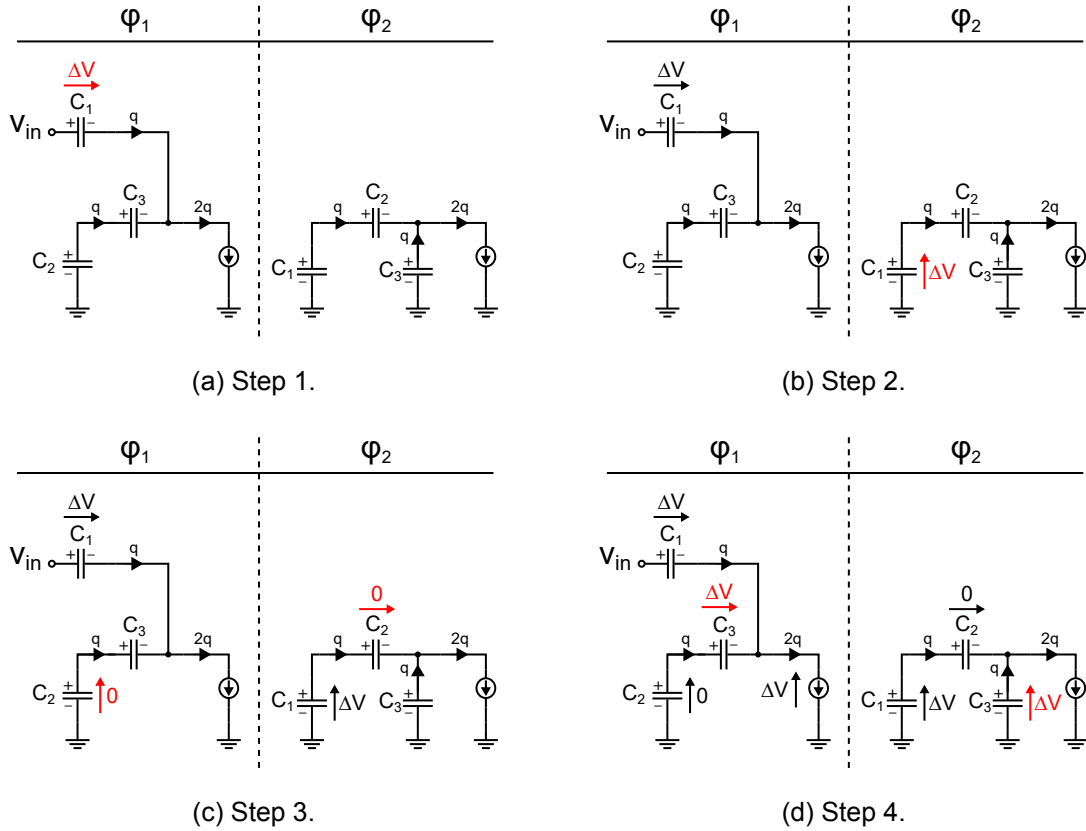 φ1 φ2 φ1 φ2
ΔV ΔV
C1 C1
Vin + − q Vin + − q
C3 C2 C3 C2
q + − 2q q + − 2q q + − 2q q + − 2q
C2 + − C1 + − C3 + − q C2 + − C1 + − ΔV C3 + − q
(a) Step 1. (b) Step 2.
φ1 φ2 φ1 φ2
ΔV ΔV
C1 C1
Vin + − q Vin + − q
0 ΔV 0
C3 C2 C3 C2
q + − 2q q + − 2q q + − 2q q + − 2q
C2 + − 0 C1 + − ΔV C3 + − q C2 + − 0 ΔV C1 + − ΔV C3 + − q ΔV
(c) Step 3. (d) Step 4.